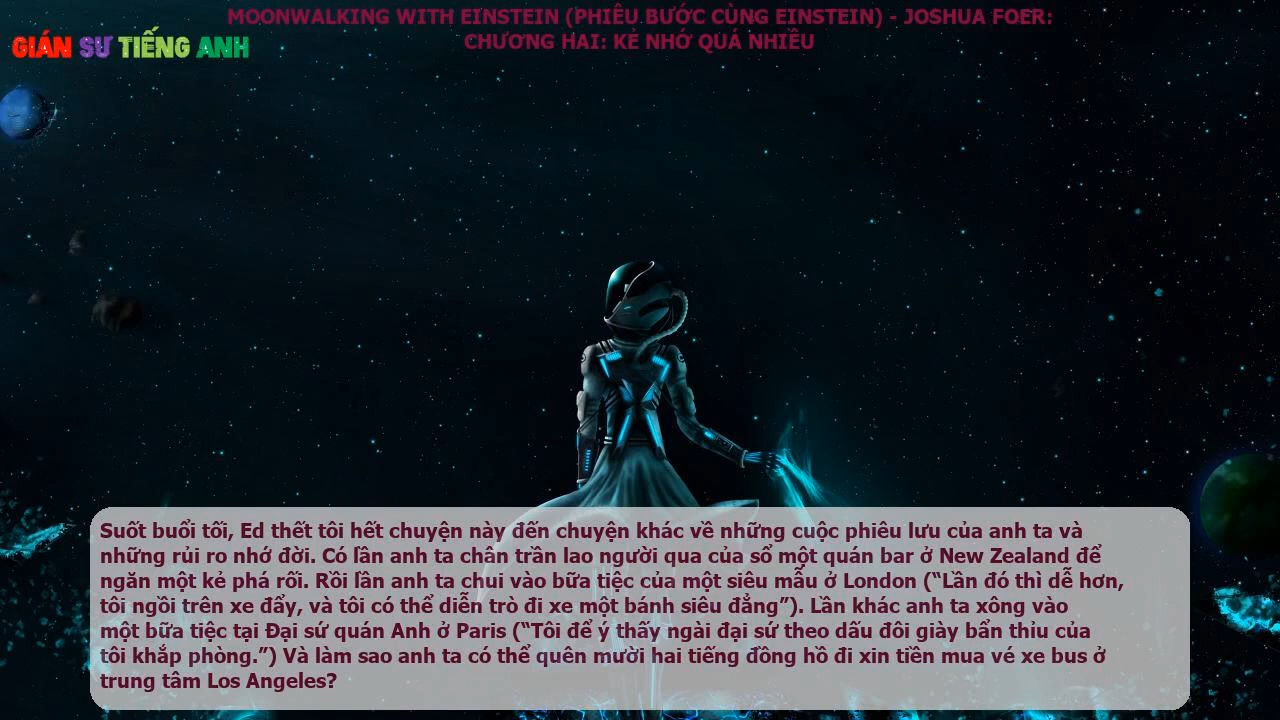 MOONWALKING WITH EINSTEIN (PHIÊU BƯỚC CÙNG EINSTEIN) - JOSHUA FOER:
CHƯƠNG HAI: KẺ NHỚ QUÁ NHIỀU
GIÁN SƯ TIẾNG ANH
Suốt buổi tối, Ed thết tôi hết chuyện này đến chuyện khác về những cuộc phiêu lưu của anh ta và
những rủi ro nhớ đời. Có lần anh ta chân trần lao người qua của sổ một quán bar ở New Zealand để
ngăn một kẻ phá rối. Rồi lần anh ta chui vào bữa tiệc của một siêu mẫu ở London (“Lần đó thì dễ hơn,
tôi ngồi trên xe đẩy, và tôi có thể diễn trò đi xe một bánh siêu đẳng”). Lần khác anh ta xông vào
một bữa tiệc tại Đại sứ quán Anh ở Paris (“Tôi để ý thấy ngài đại sứ theo dấu đôi giày bẩn thỉu của
tôi khắp phòng.”) Và làm sao anh ta có thể quên mười hai tiếng đồng hồ đi xin tiền mua vé xe bus ở
trung tâm Los Angeles?